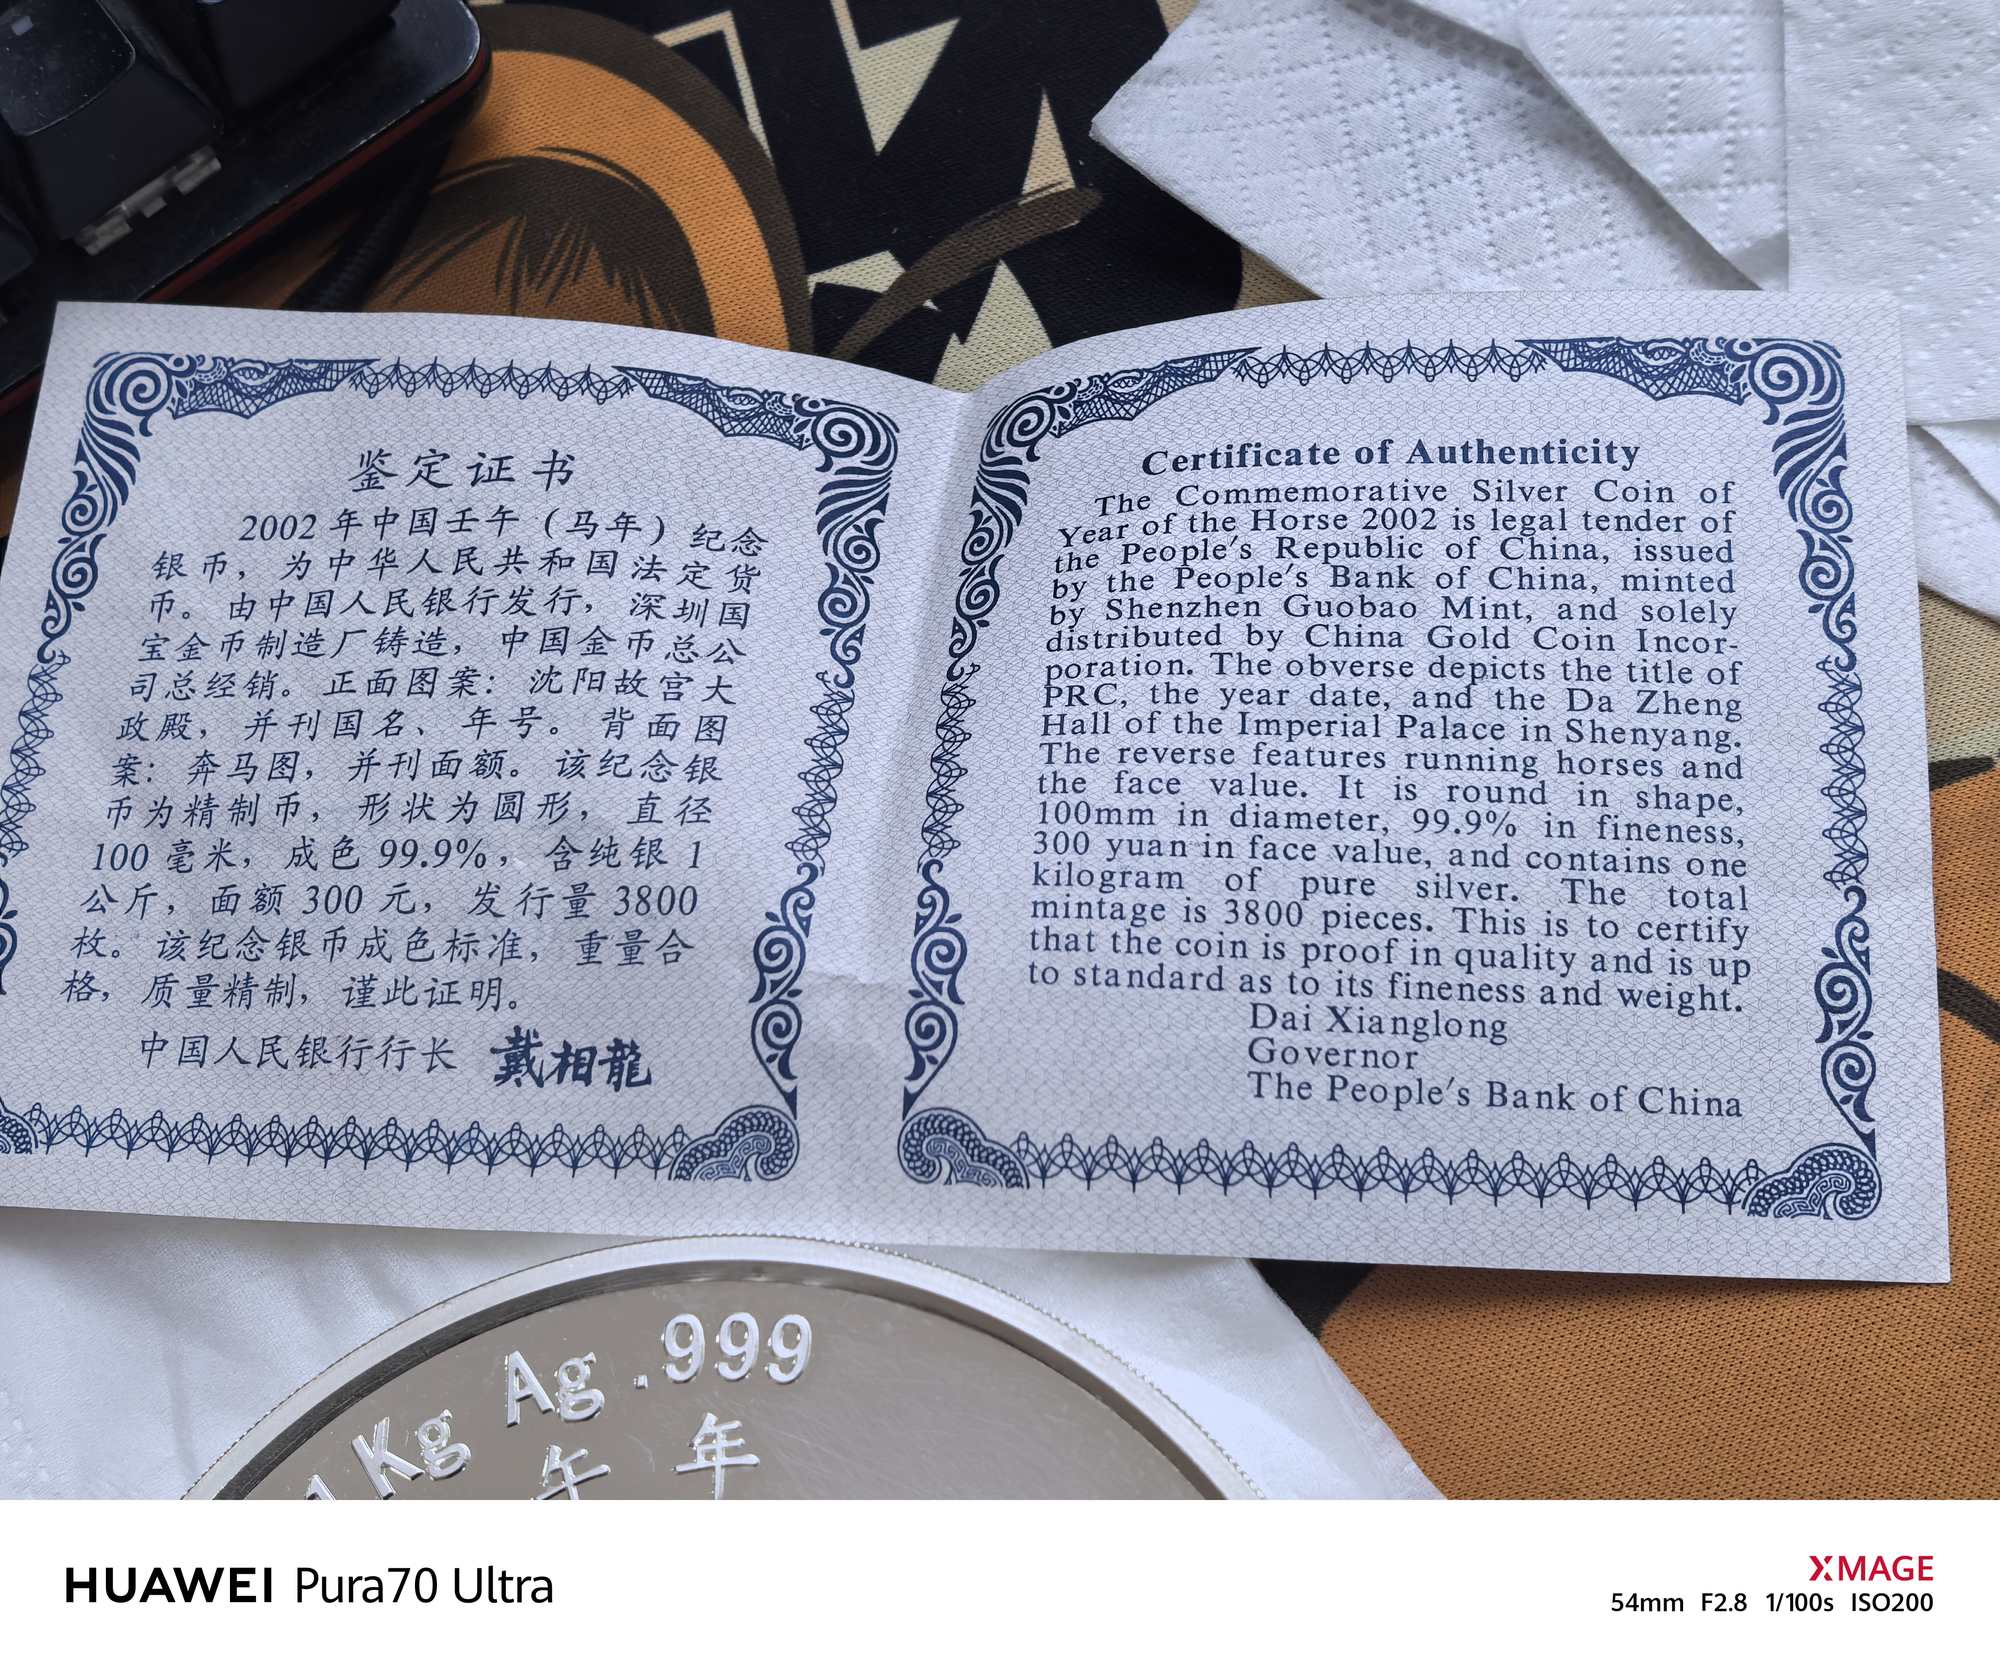 鉴定证书
2002年中国壬午（马年）纪念
银币，为中华人民共和国法定货
币。由中国人民银行发行，深圳国
宝金币制造厂铸造，中国金币总公
司总经销。正面图案：沈阳故宫大
政殿，并刊国名、年号。背面图
案：奔马图，并刊面额。该纪念银
币为精制币，形状为圆形，直径
100毫米，成色99.9%，含纯银1
公斤，面额300元，发行量3800
枚。该纪念银币成色标准，重量合
格，质量精制，谨此证明。
中国人民银行行长 戴相龍
Certificate of Authenticity
The Commemorative Silver Coin of
Year of the Horse 2002 is legal tender of
the People's Republic of China, issued
by the People's Bank of China, minted
by Shenzhen Guobao Mint, and solely
distributed by China Gold Coin Incor-
poration. The obverse depicts the title of
PRC, the year date, and the Da Zheng
Hall of the Imperial Palace in Shenyang.
The reverse features running horses and
the face value. It is round in shape,
100mm in diameter, 99.9% in fineness,
300 yuan in face value, and contains one
kilogram of pure silver. The total
mintage is 3800 pieces. This is to certify
that the coin is proof in quality and is up
to standard as to its fineness and weight.
Dai Xianglong
Governor
The People's Bank of China
1Kg Ag .999
午年
HUAWEI Pura70 Ultra
XMAGE
54mm F2.8 1/100s ISO200